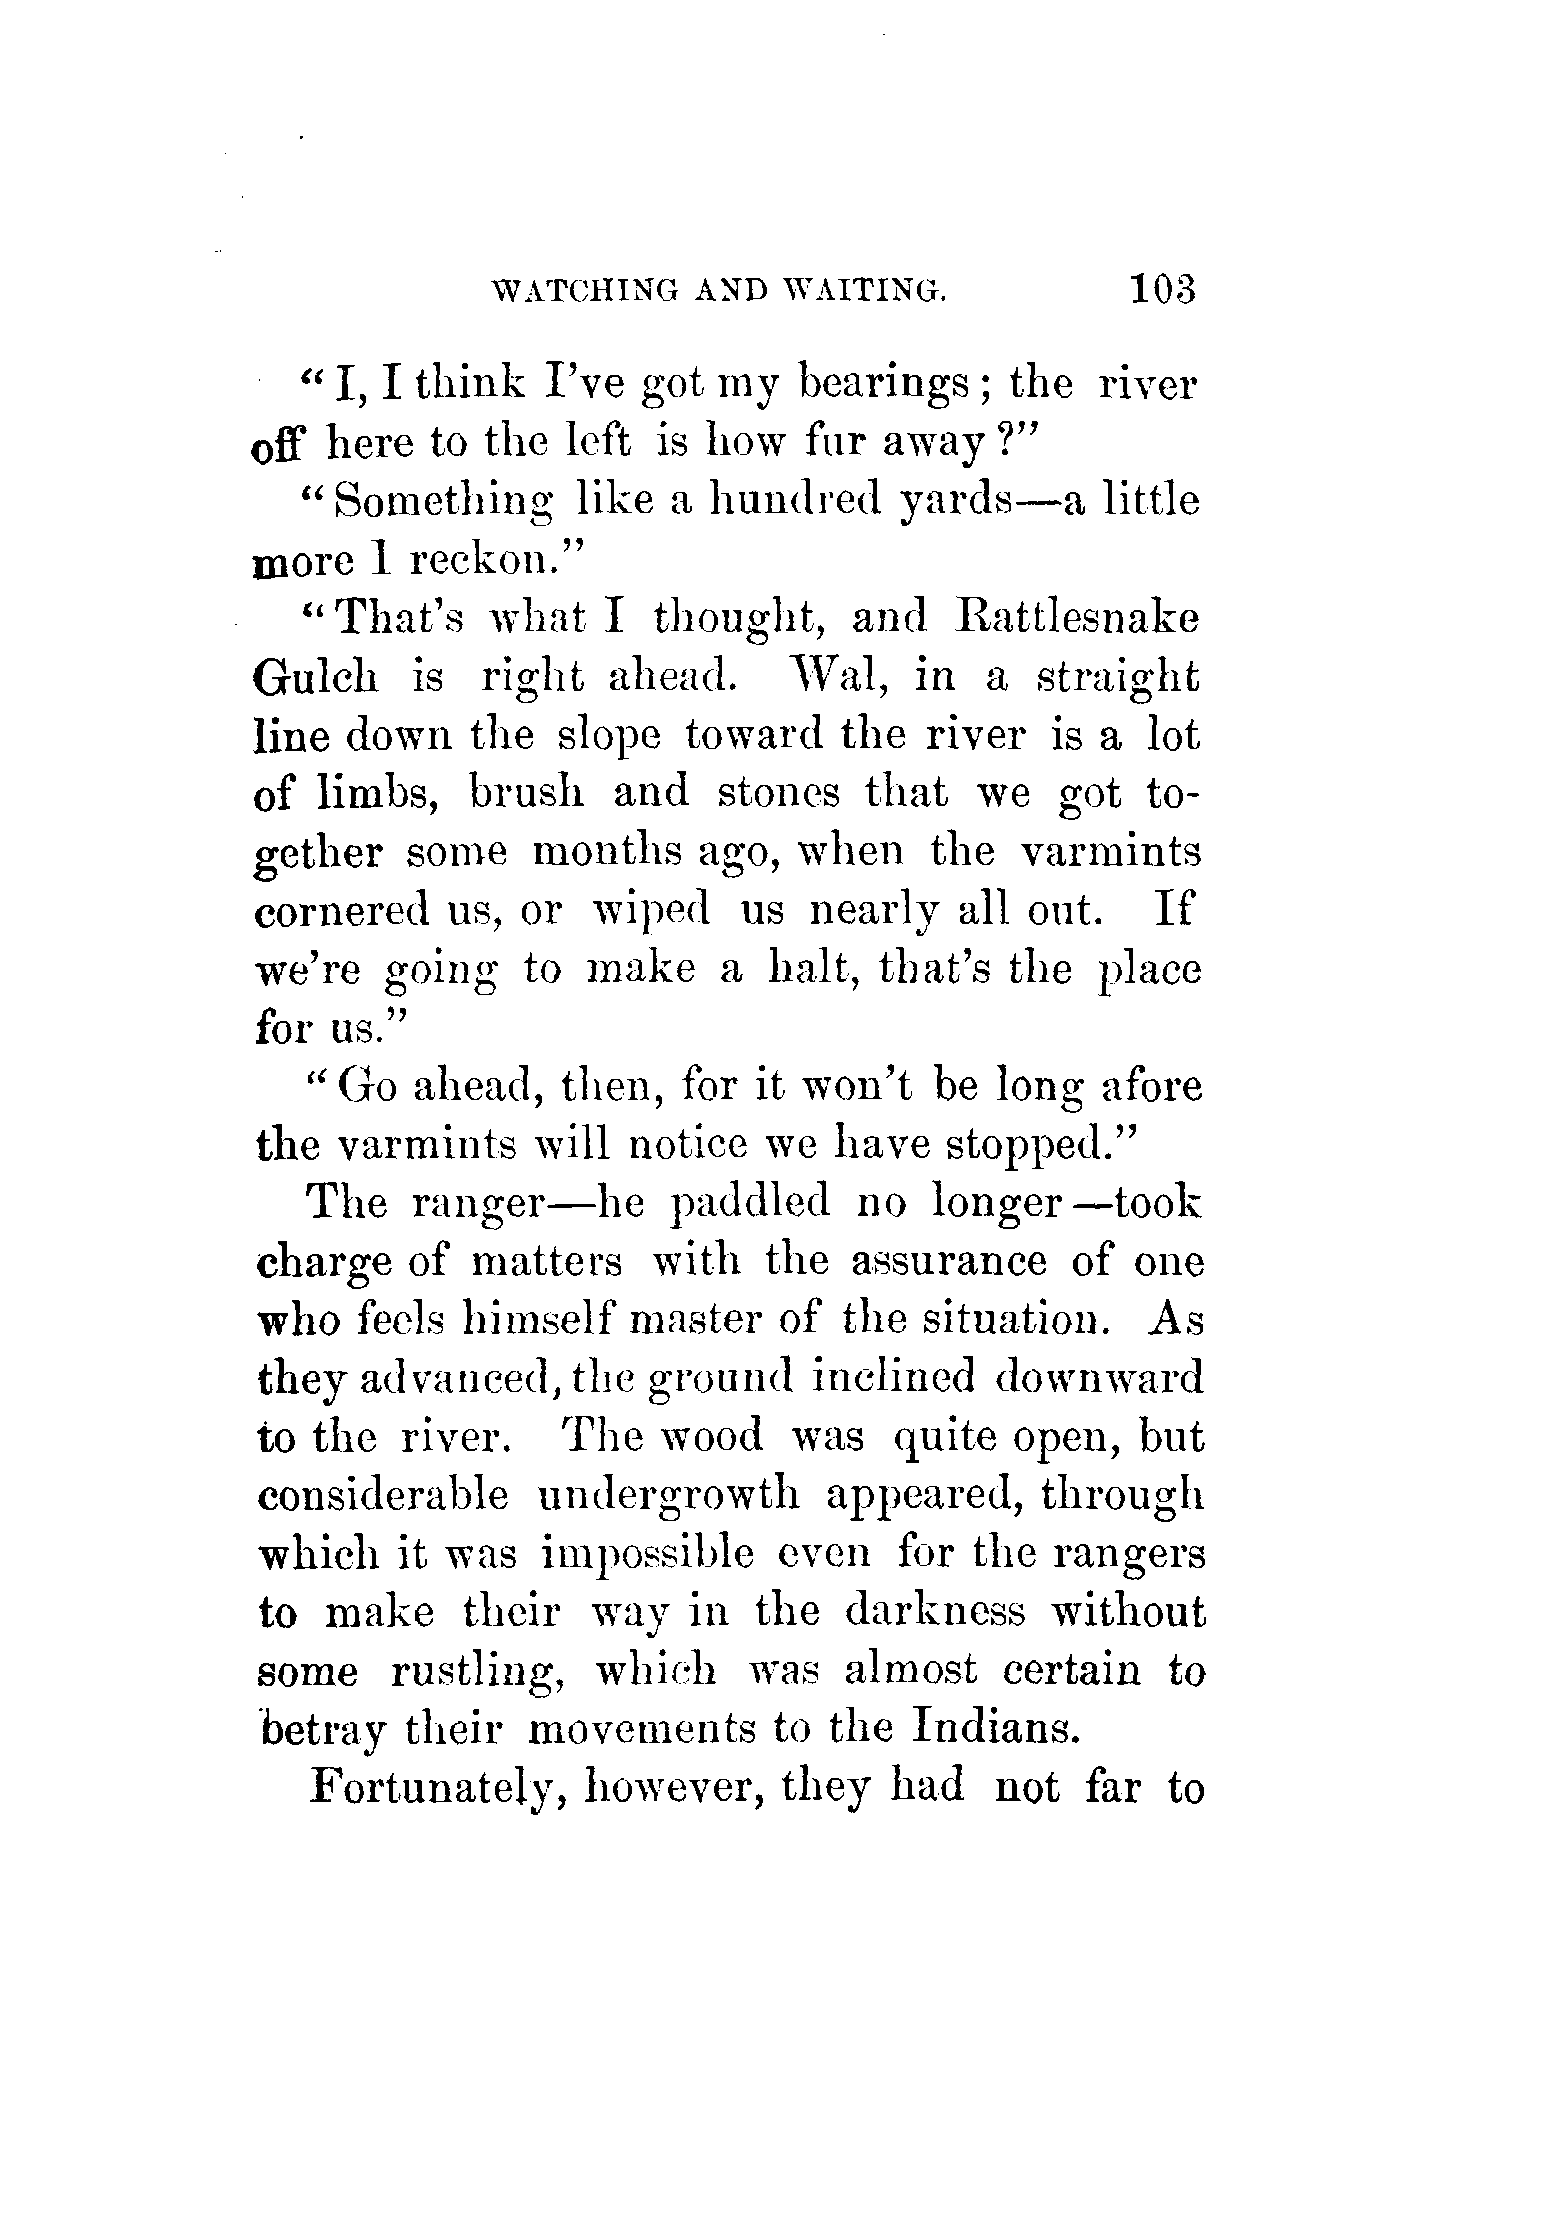 WATCHING AND WAITING. 103
"I, I think I've got my bearings; the river
off here to the left is how fur away?"
"Something like a hundred yards—a little
more I reckon."
"That's what I thought, and Rattlesnake
Gulch is right ahead. Wal, in a straight
line down the slope toward the river is a lot
of limbs, brush and stones that we got to-
gether some months ago, when the varmints
cornered us, or wiped us nearly all out. If
we're going to make a halt, that's the place
for us."
"Go ahead, then, for it won't be long afore
the varmints will notice we have stopped."
The ranger—he paddled no longer—took
charge of matters with the assurance of one
who feels himself master of the situation. As
they advanced, the ground inclined downward
to the river. The wood was quite open, but
considerable undergrowth appeared, through
which it was impossible even for the rangers
to make their way in the darkness without
some rustling, which was almost certain to
betray their movements to the Indians.
Fortunately, however, they had not far to